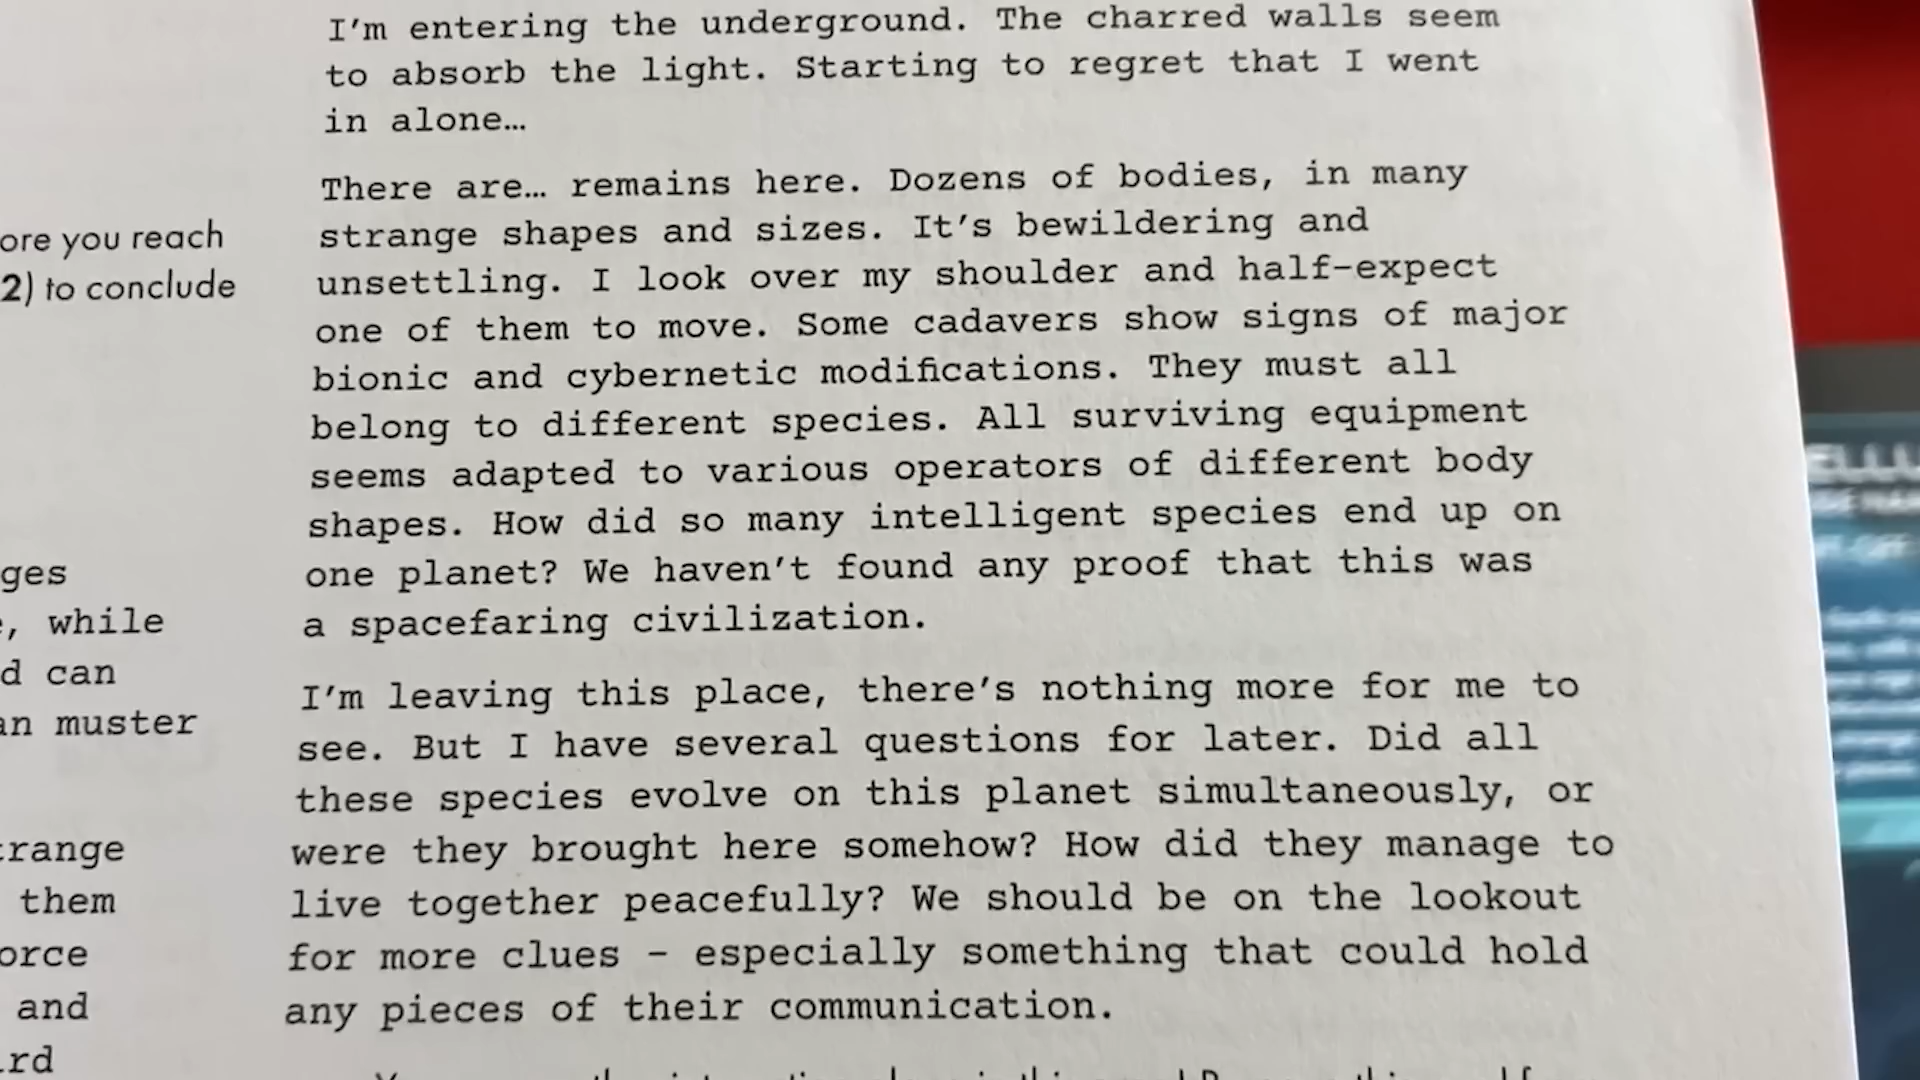 ore you reach
2) to conclude
ges
, while
d can
an muster
range
them
orce
and
rd
I'm entering the underground. The charred walls seem
to absorb the light. Starting to regret that I went
in alone…
There are… remains here. Dozens of bodies, in many
strange shapes and sizes. It's bewildering and
unsettling. I look over my shoulder and half-expect
one of them to move. Some cadavers show signs of major
bionic and cybernetic modifications. They must all
belong to different species. All surviving equipment
seems adapted to various operators of different body
shapes. How did so many intelligent species end up on
one planet? We haven't found any proof that this was
a spacefaring civilization.
I'm leaving this place, there's nothing more for me to
see. But I have several questions for later. Did all
these species evolve on this planet simultaneously, or
were they brought here somehow? How did they manage to
live together peacefully? We should be on the lookout
for more clues – especially something that could hold
any pieces of their communication.